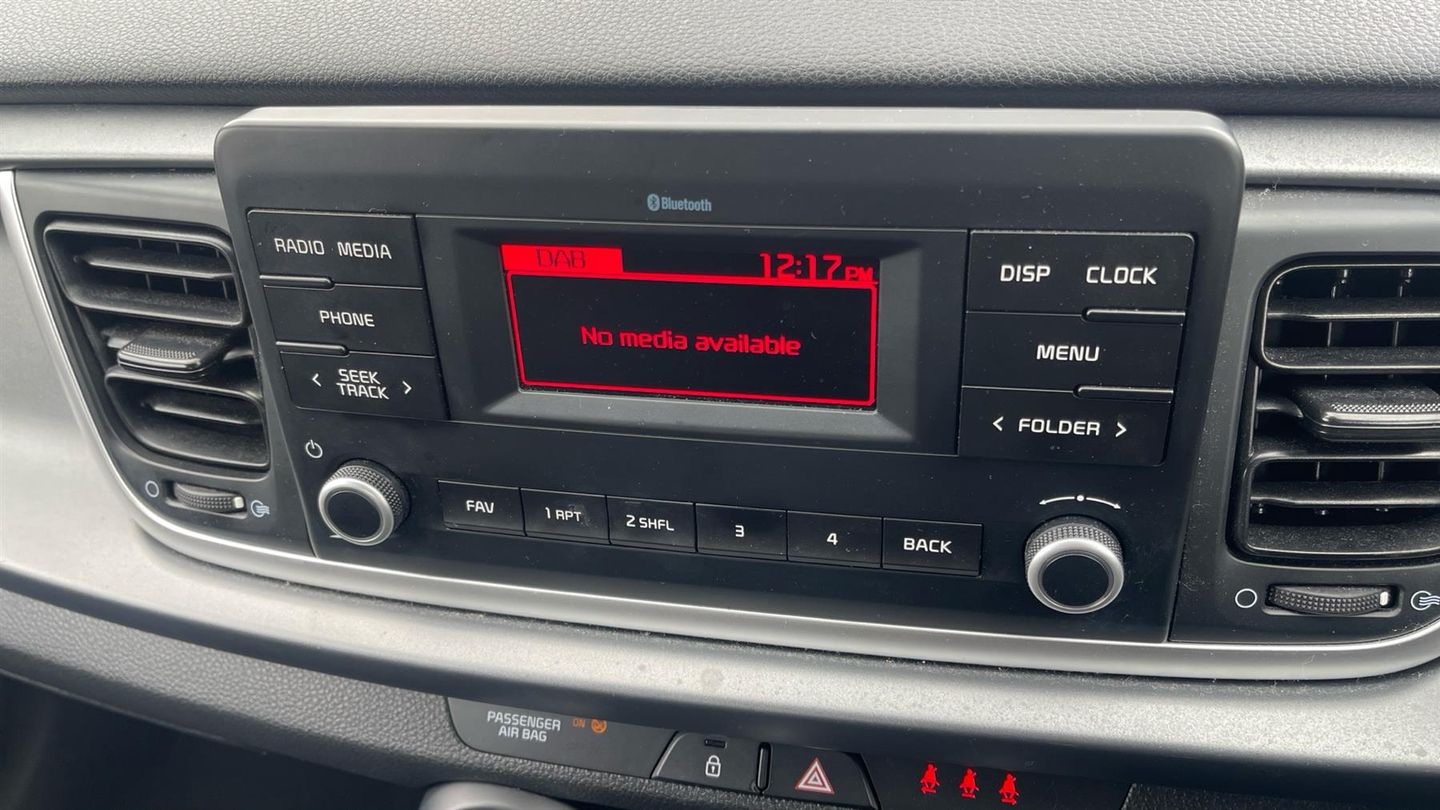 Bluetooth
RADIO MEDIA
PHONE
< SEEK TRACK >
DAB 12:17 PM
No media available
DISP CLOCK
MENU
< FOLDER >
FAV
1 RPT
2 SHFL
3
4
BACK
PASSENGER
AIR BAG
ON